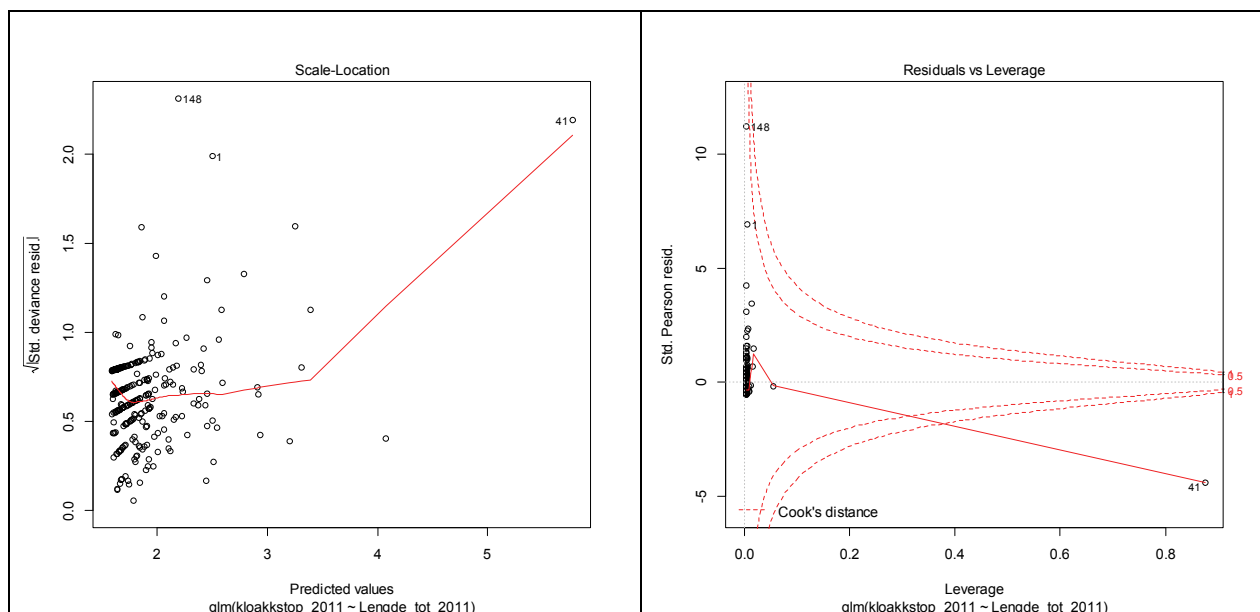 Scale-Location
√|Std. deviance resid.|
0.0 0.5 1.0 1.5 2.0
148
41
1
2 3 4 5
Predicted values
glm(kloakkstop_2011 ~ Lengde_tot_2011)
Residuals vs Leverage
Std. Pearson resid.
-5 0 5 10
148
1
41
1
0.5
0.5
1
Cook's distance
0.0 0.2 0.4 0.6 0.8
Leverage
glm(kloakkstop_2011 ~ Lengde_tot_2011)